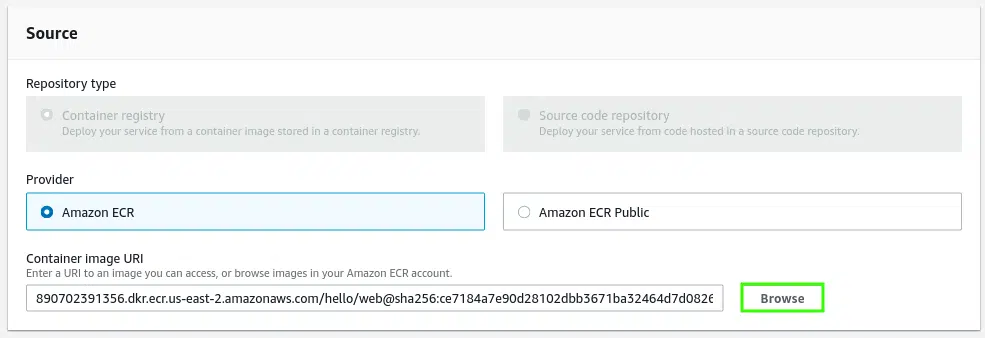 Source
Repository type
Container registry
Deploy your service from a container image stored in a container registry.
Source code repository
Deploy your service from code hosted in a source code repository.
Provider
Amazon ECR
Amazon ECR Public
Container image URI
Enter a URI to an image you can access, or browse images in your Amazon ECR account.
890702391356.dkr.ecr.us-east-2.amazonaws.com/hello/web@sha256:ce7184a7e90d28102dbb3671ba32464d7d0826
Browse